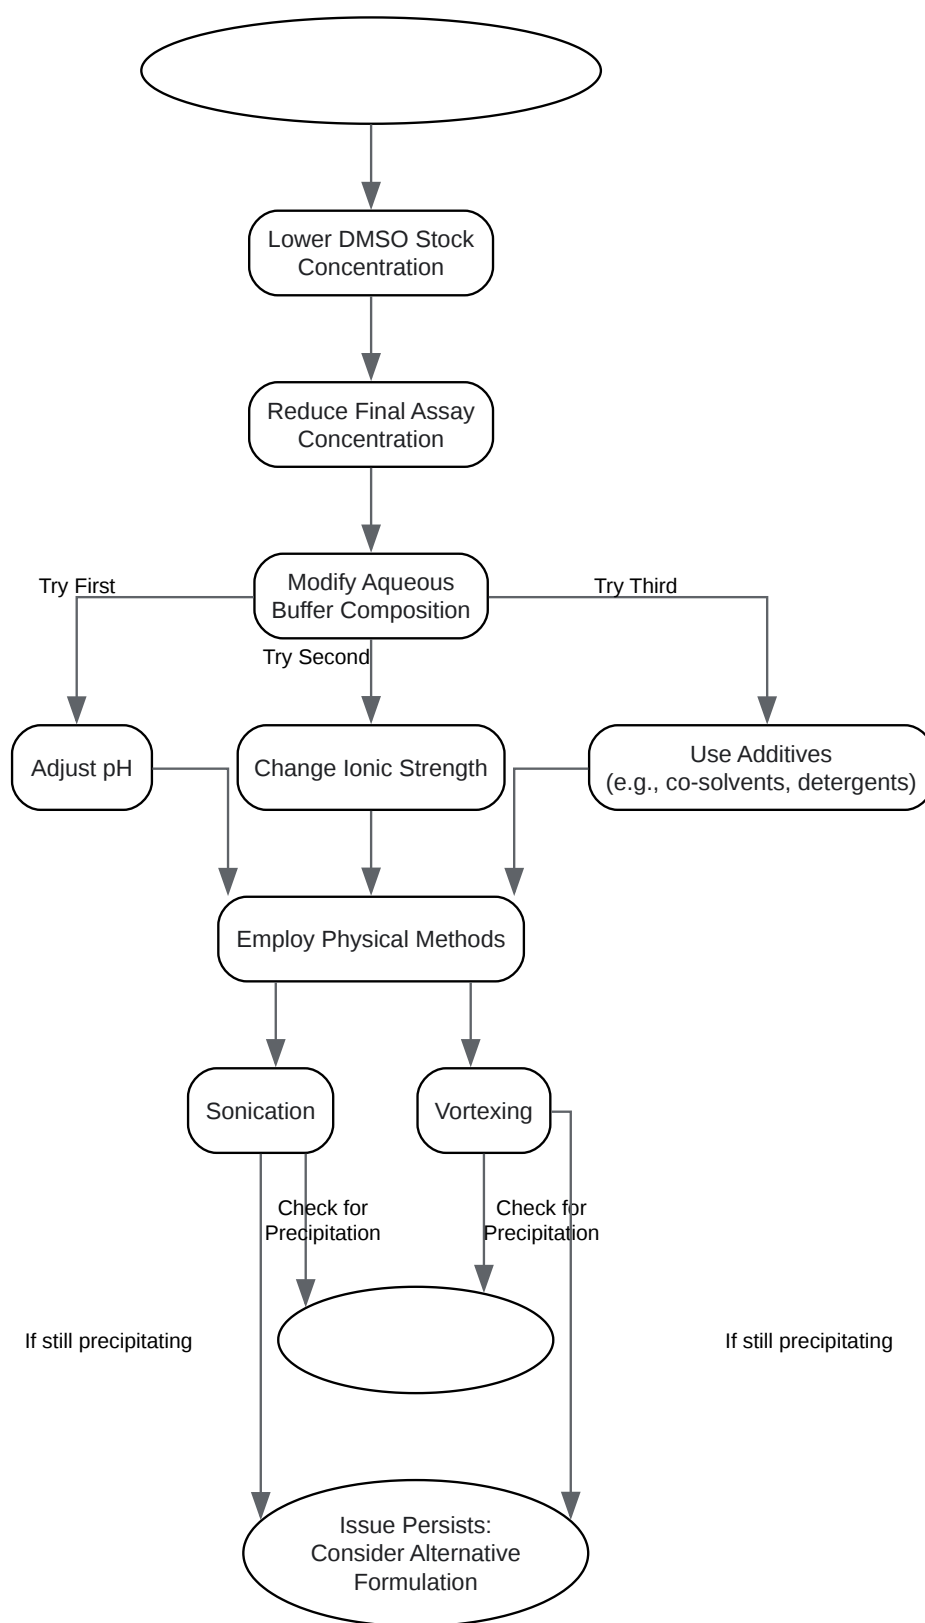 Lower DMSO Stock
Concentration
Reduce Final Assay
Concentration
Modify Aqueous
Buffer Composition
Try First
Try Third
Try Second
Adjust pH
Change Ionic Strength
Use Additives
(e.g., co-solvents, detergents)
Employ Physical Methods
Sonication
Vortexing
Check for
Precipitation
Check for
Precipitation
If still precipitating
If still precipitating
Issue Persists:
Consider Alternative
Formulation